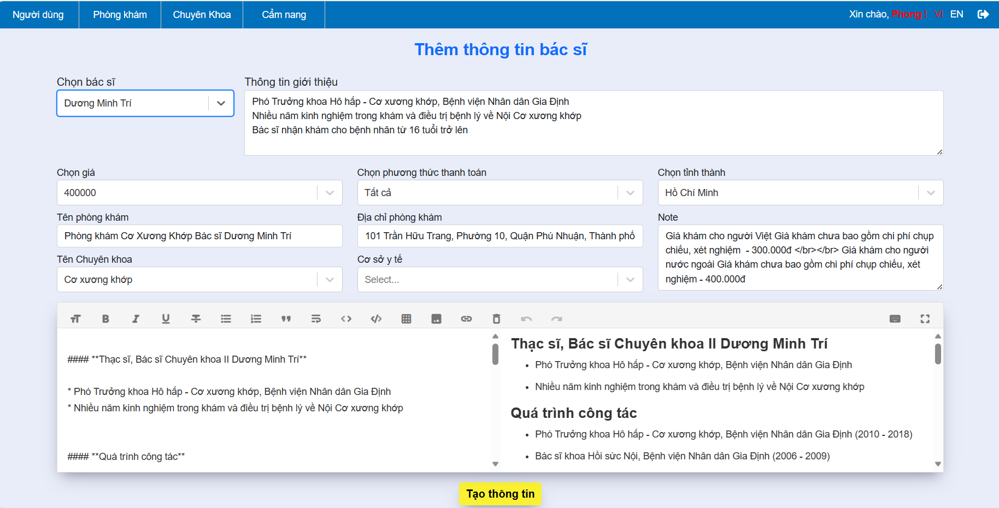 Người dùng
Phòng khám
Chuyên Khoa
Cẩm nang
Xin chào, Phong ! VI EN
Thêm thông tin bác sĩ
Chọn bác sĩ
Dương Minh Trí
Thông tin giới thiệu
Phó Trưởng khoa Hô hấp - Cơ xương khớp, Bệnh viện Nhân dân Gia Định
Nhiều năm kinh nghiệm trong khám và điều trị bệnh lý về Nội Cơ xương khớp
Bác sĩ nhận khám cho bệnh nhân từ 16 tuổi trở lên
Chọn giá
400000
Chọn phương thức thanh toán
Tất cả
Chọn tỉnh thành
Hồ Chí Minh
Tên phòng khám
Phòng khám Cơ Xương Khớp Bác sĩ Dương Minh Trí
Địa chỉ phòng khám
101 Trần Hữu Trang, Phường 10, Quận Phú Nhuận, Thành phố
Note
Giá khám cho người Việt Giá khám chưa bao gồm chi phí chụp
chiếu, xét nghiệm  - 300.000đ </br></br> Giá khám cho người
nước ngoài Giá khám chưa bao gồm chi phí chụp chiếu, xét
nghiệm - 400.000đ
Tên Chuyên khoa
Cơ xương khớp
Cơ sở y tế
Select...
#### **Thạc sĩ, Bác sĩ Chuyên khoa II Dương Minh Trí**
* Phó Trưởng khoa Hô hấp - Cơ xương khớp, Bệnh viện Nhân dân Gia Định
* Nhiều năm kinh nghiệm trong khám và điều trị bệnh lý về Nội Cơ xương khớp
#### **Quá trình công tác**
Thạc sĩ, Bác sĩ Chuyên khoa II Dương Minh Trí
• Phó Trưởng khoa Hô hấp - Cơ xương khớp, Bệnh viện Nhân dân Gia Định
• Nhiều năm kinh nghiệm trong khám và điều trị bệnh lý về Nội Cơ xương khớp
Quá trình công tác
• Phó Trưởng khoa Hô hấp - Cơ xương khớp, Bệnh viện Nhân dân Gia Định (2010 - 2018)
• Bác sĩ khoa Hồi sức Nội, Bệnh viện Nhân dân Gia Định (2006 - 2009)
Tạo thông tin